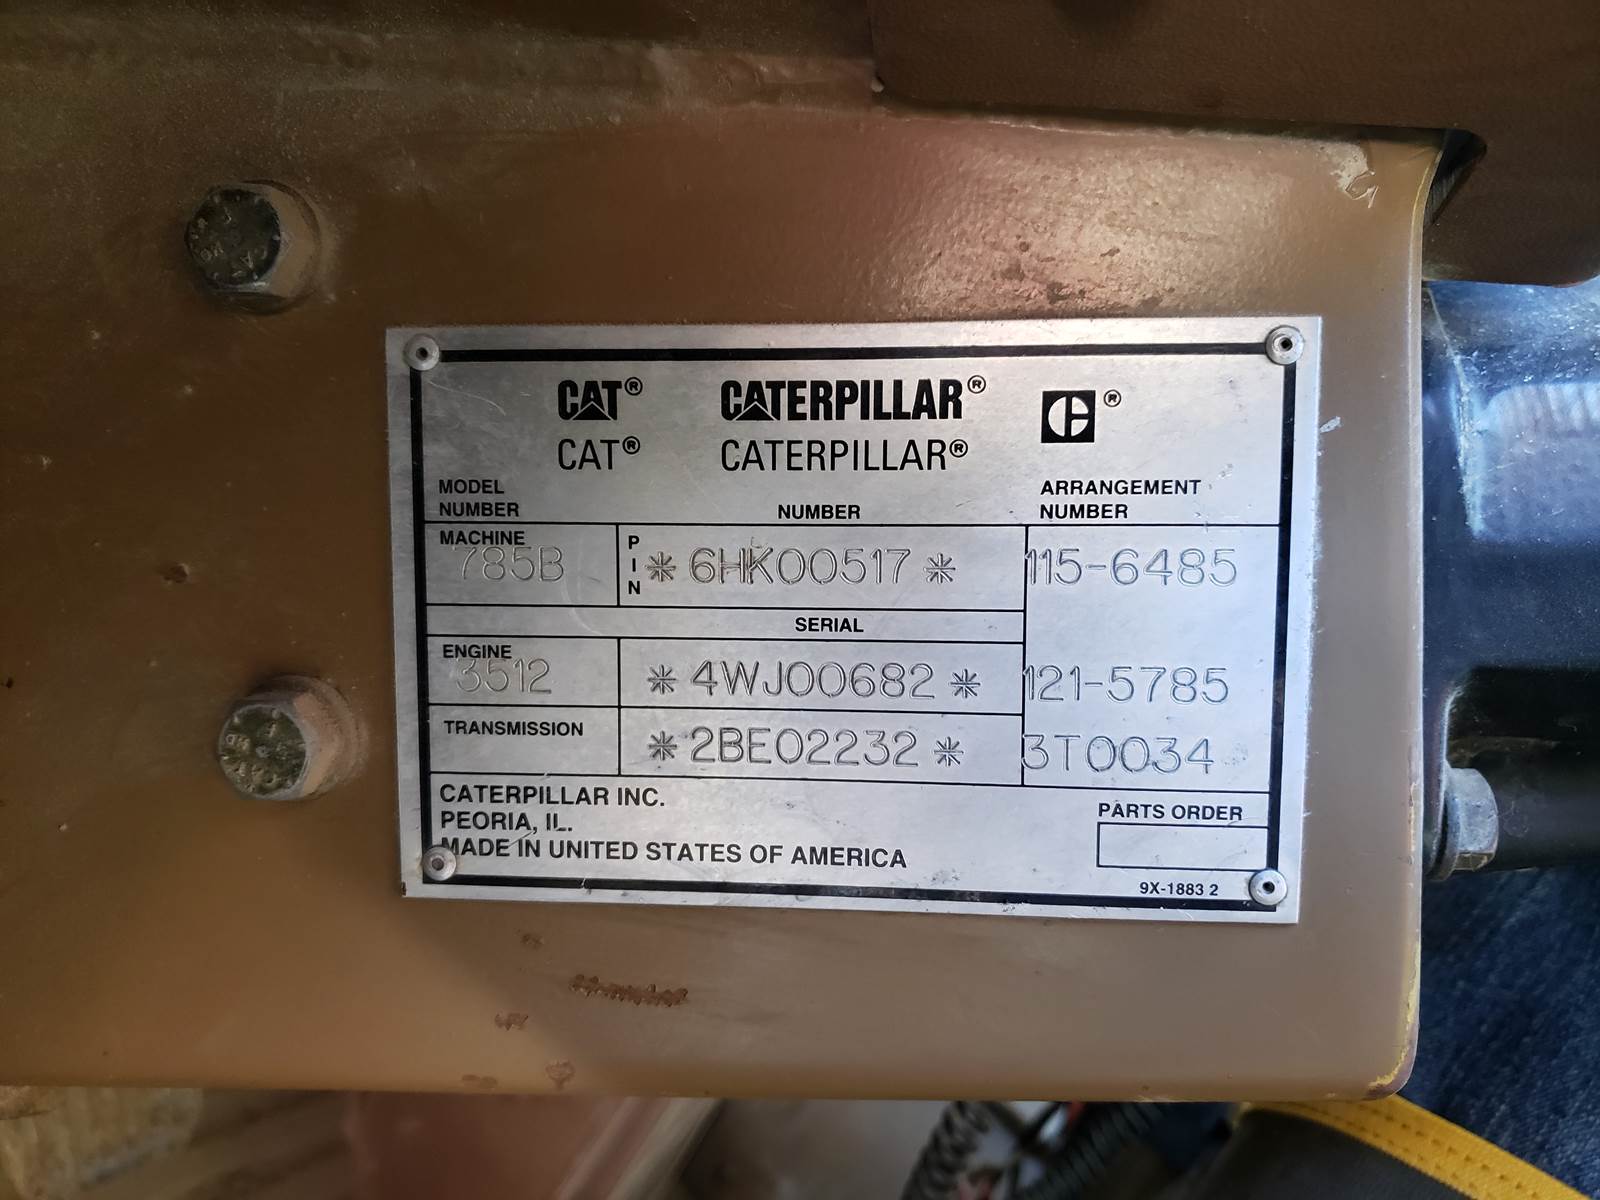 CAT® CATERPILLAR® ®
CAT® CATERPILLAR®
MODEL NUMBER NUMBER ARRANGEMENT NUMBER
MACHINE
785B PIN *6HK00517* 115-6485
SERIAL
ENGINE
3512 *4WJ00682* 121-5785
TRANSMISSION *2BE02232* 3T0034
CATERPILLAR INC.
PEORIA, IL.
MADE IN UNITED STATES OF AMERICA
PARTS ORDER
9X-1883 2